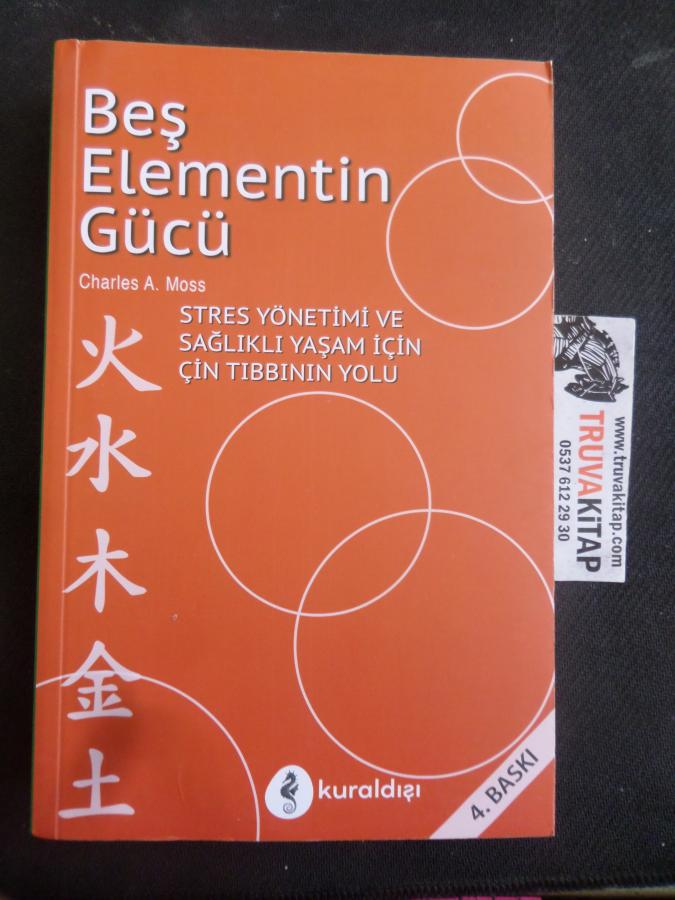 Beş
Elementin
Gücü
Charles A. Moss
STRES YÖNETİMİ VE
SAĞLIKLI YAŞAM İÇİN
ÇİN TIBBININ YOLU
火
水
木
金
土
kuraldışı
4. BASKI
www.truvakitap.com
TRUVAKİTAP
0537 612 29 30